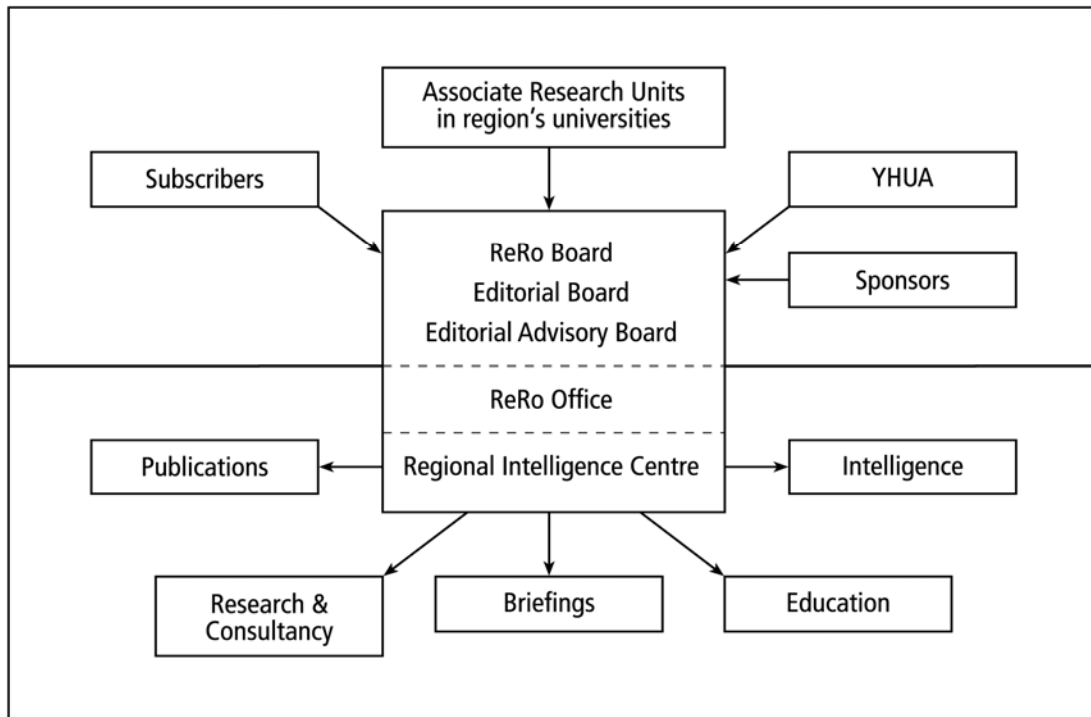 Associate Research Units
in region's universities
Subscribers
YHUA
ReRo Board
Editorial Board
Editorial Advisory Board
Sponsors
ReRo Office
Publications
Regional Intelligence Centre
Intelligence
Research &
Consultancy
Briefings
Education